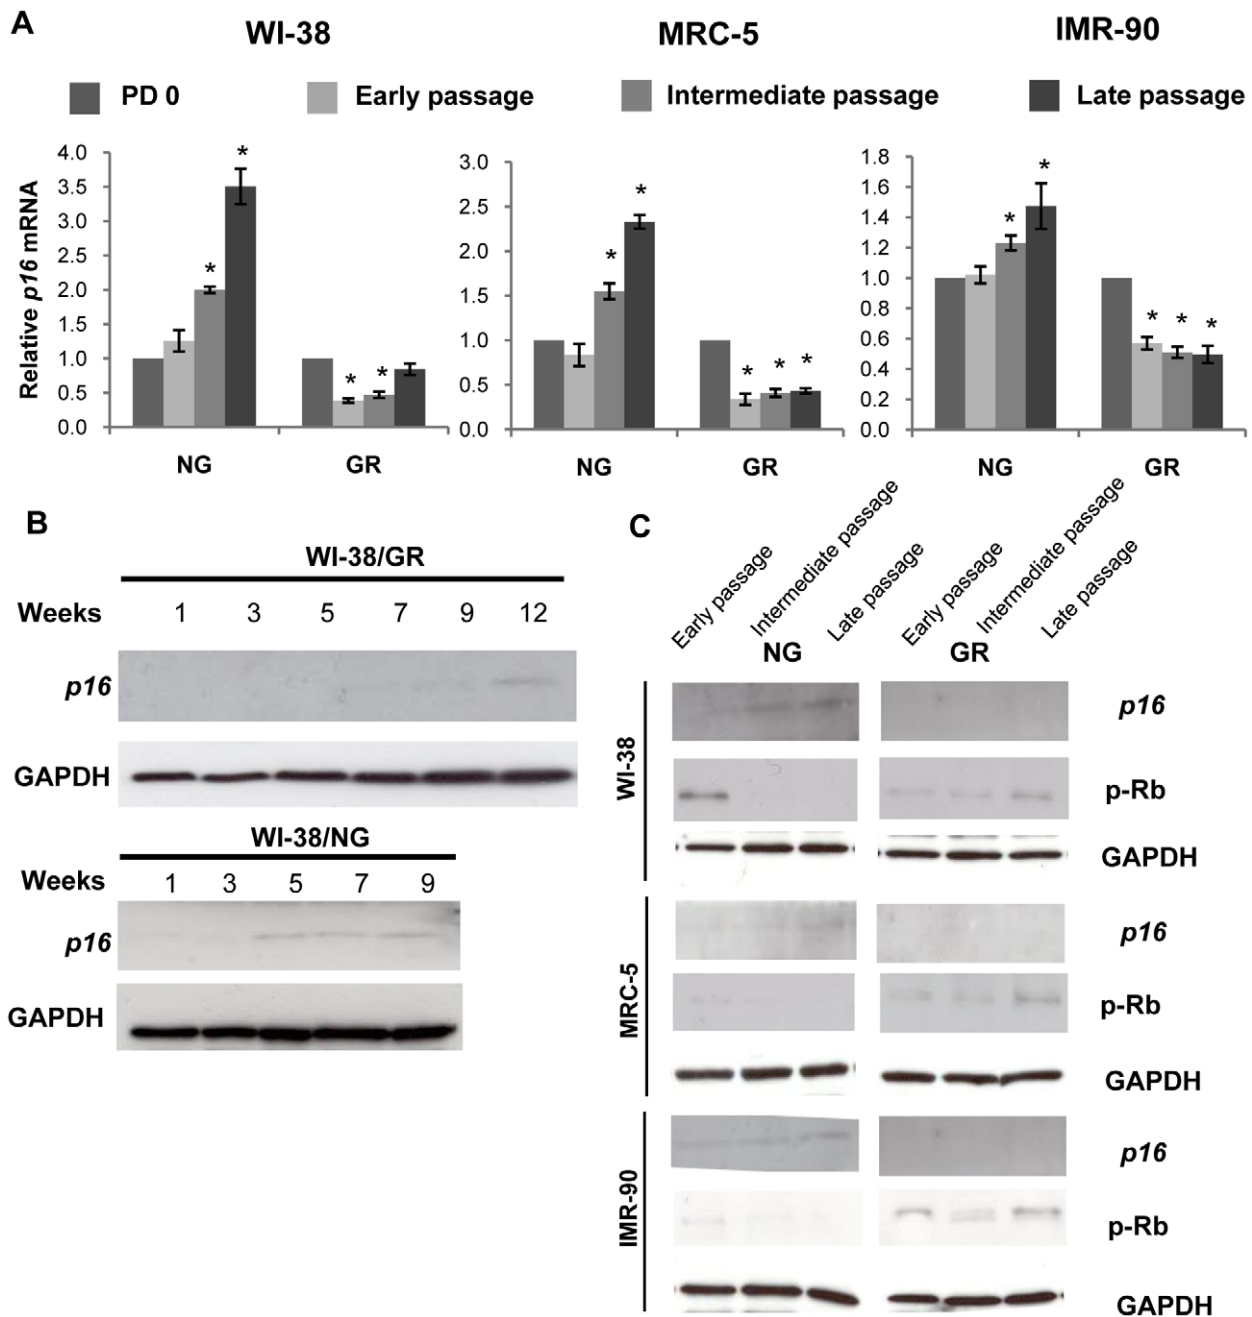 A
WI-38
MRC-5
IMR-90
PD 0
Early passage
Intermediate passage
Late passage
Relative p16 mRNA
4.0
3.5
3.0
2.5
2.0
1.5
1.0
0.5
0.0
*
*
*
*
NG
GR
3.0
2.5
2.0
1.5
1.0
0.5
0.0
*
*
*
*
*
NG
GR
1.8
1.6
1.4
1.2
1.0
0.8
0.6
0.4
0.2
0.0
*
*
*
*
*
NG
GR
B
WI-38/GR
Weeks 1 3 5 7 9 12
p16
GAPDH
WI-38/NG
Weeks 1 3 5 7 9
p16
GAPDH
C
Early passage
Intermediate passage
Late passage
Early passage
Intermediate passage
Late passage
NG
GR
WI-38
p16
p-Rb
GAPDH
MRC-5
p16
p-Rb
GAPDH
IMR-90
p16
p-Rb
GAPDH